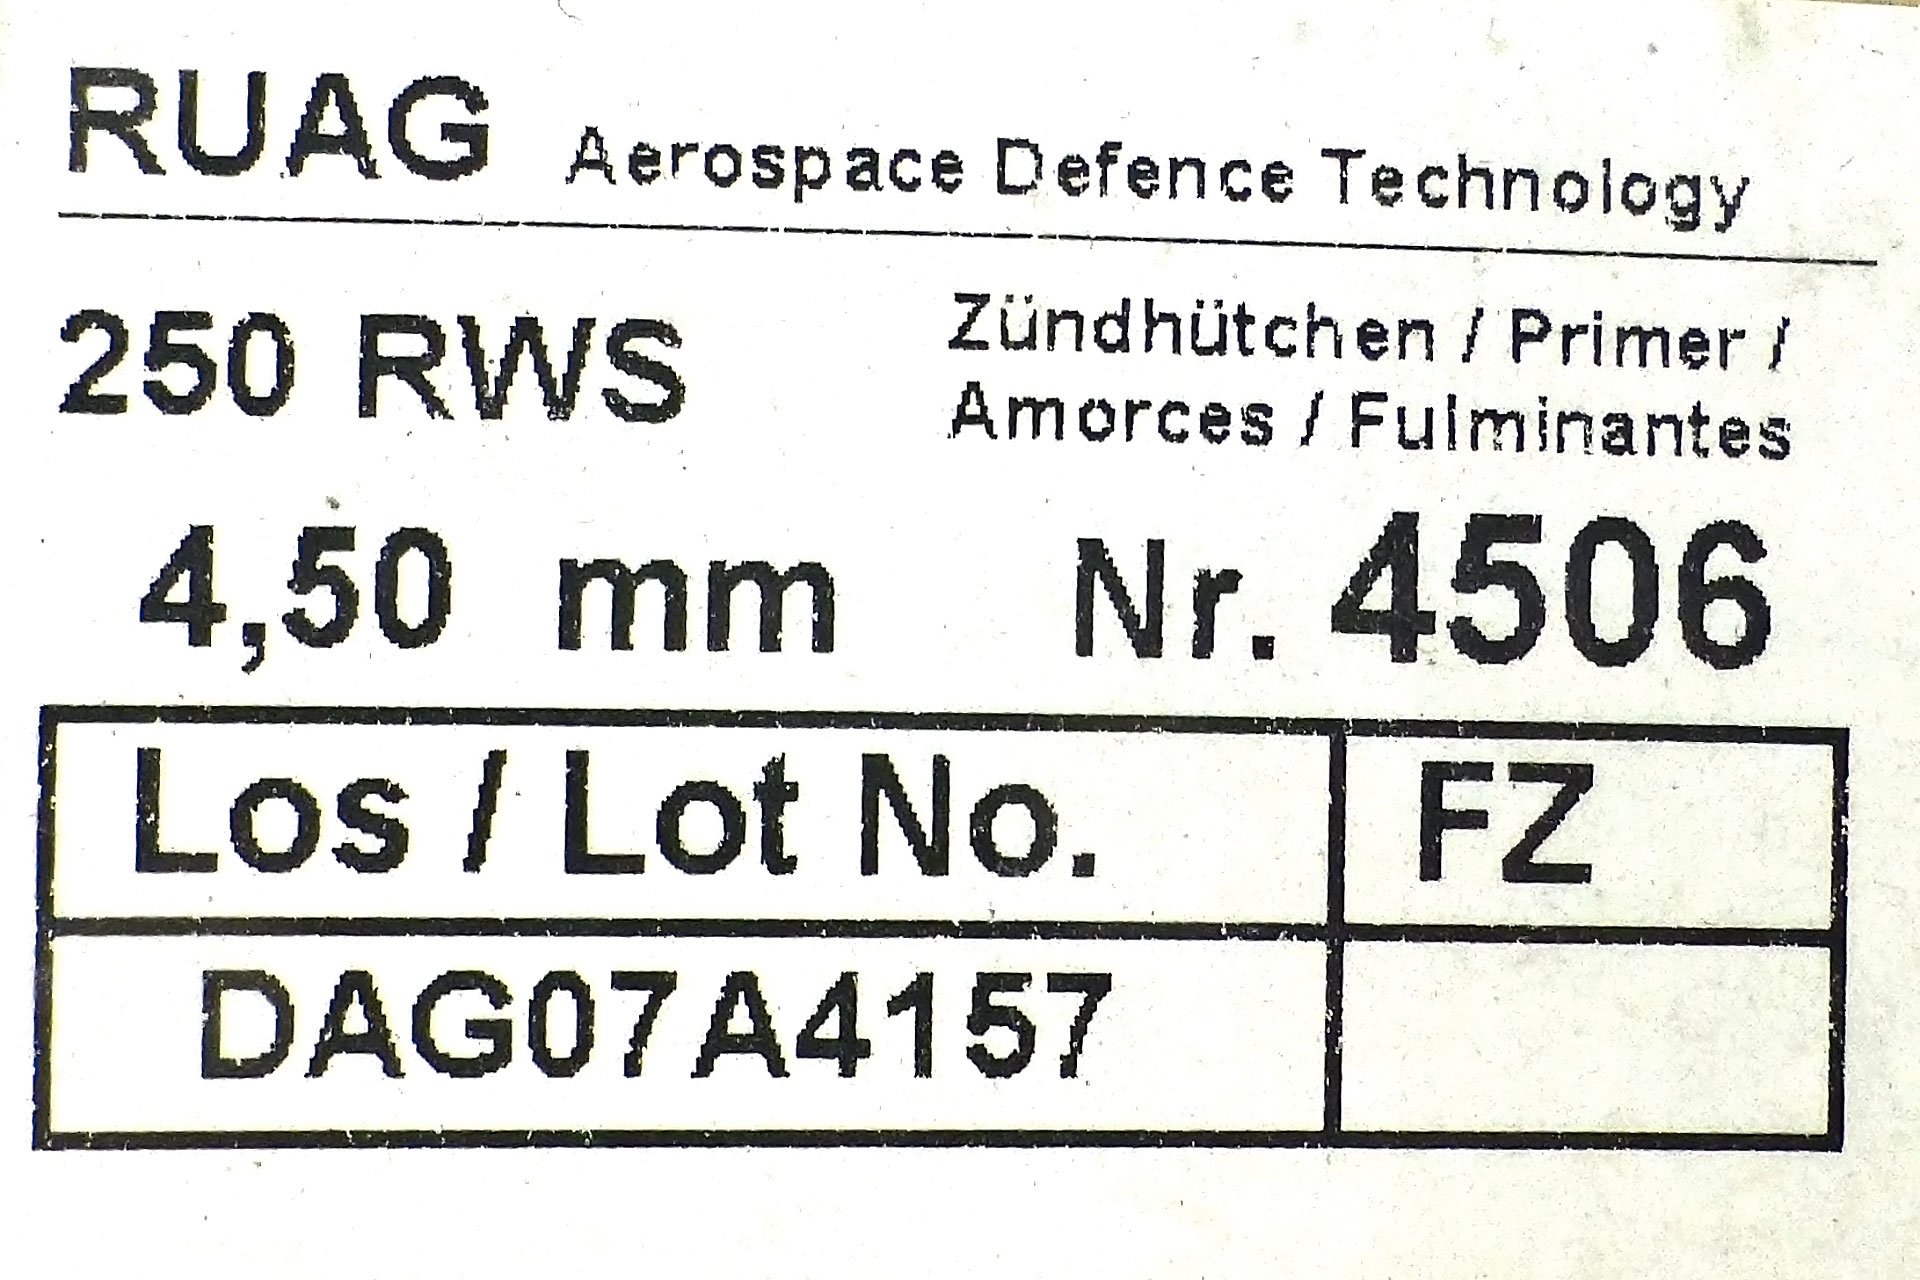 RUAG Aerospace Defence Technology
250 RWS
Zündhütchen / Primer /
Amorces / Fulminantes
4,50 mm Nr. 4506
Los / Lot No. FZ
DAG07A4157